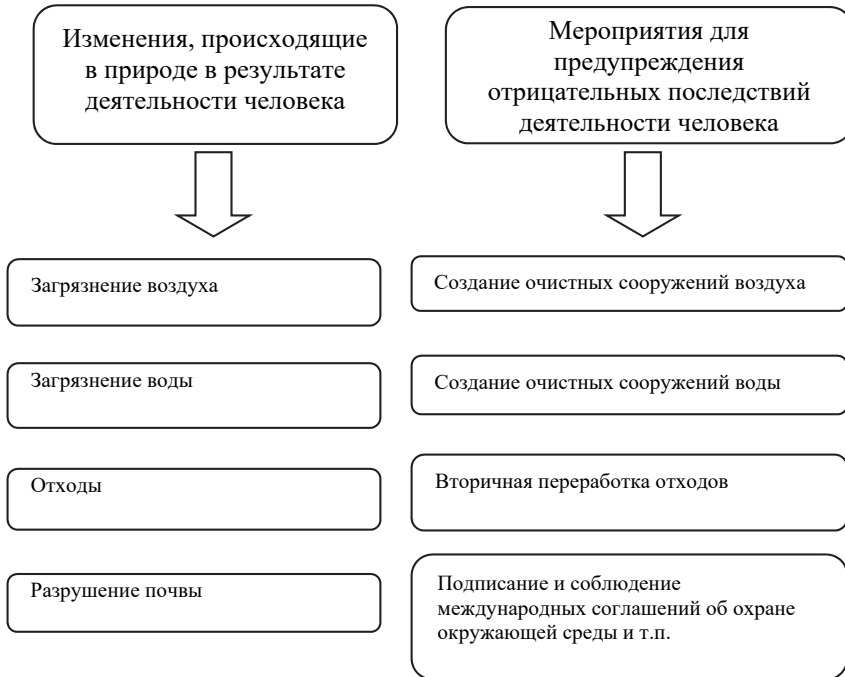 Изменения, происходящие
в природе в результате
деятельности человека
Мероприятия для
предупреждения
отрицательных последствий
деятельности человека
Загрязнение воздуха
Создание очистных сооружений воздуха
Загрязнение воды
Создание очистных сооружений воды
Отходы
Вторичная переработка отходов
Разрушение почвы
Подписание и соблюдение
международных соглашений об охране
окружающей среды и т.п.